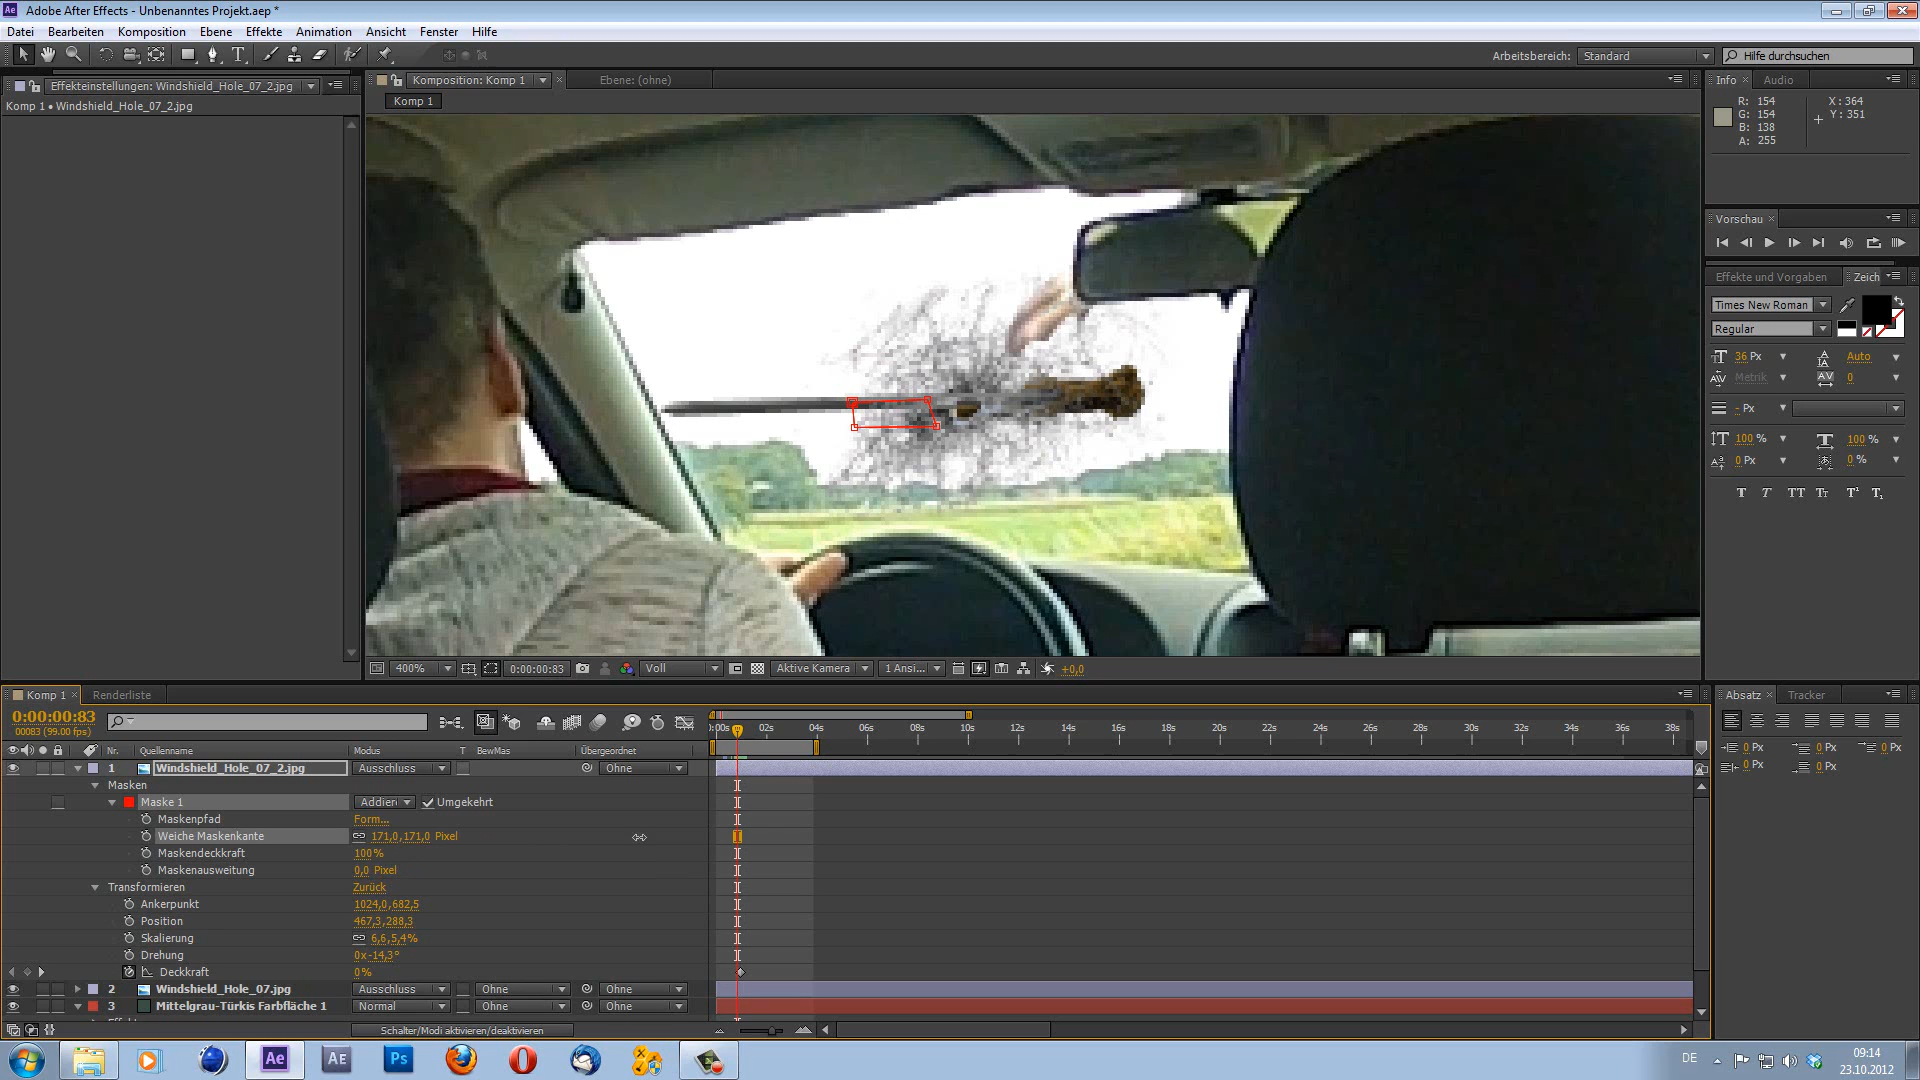 Adobe After Effects - Unbenanntes Projekt.aep *
Datei Bearbeiten Komposition Ebene Effekte Animation Ansicht Fenster Hilfe
Arbeitsbereich: Standard Hilfe durchsuchen
Effekteinstellungen: Windshield_Hole_07_2.jpg
Komposition: Komp 1
Ebene: (ohne)
Info Audio
Komp 1 • Windshield_Hole_07_2.jpg
Komp 1
R: 154
G: 154
B: 138
A: 255
X: 364
Y: 351
Vorschau
Effekte und Vorgaben Zeich
Times New Roman
Regular
36 Px Auto
Metrik 0
- Px
100 % 100 %
0 Px 0 %
T T TT Tr T¹ T,
400% 0:00:00:83 Voll Aktive Kamera 1 Ansi... +0,0
Komp 1 Renderliste
Absatz Tracker
0:00:00:83
00083 (99.00 fps)
):00s 02s 04s 06s 08s 10s 12s 14s 16s 18s 20s 22s 24s 26s 28s 30s 32s 34s 36s 38s
0 Px 0 Px 0 Px
0 Px 0 Px
Nr. Quellenname Modus T BewMas Übergeordnet
1 Windshield_Hole_07_2.jpg Ausschluss Ohne
Masken
Maske 1 Addiere Umgekehrt
Maskenpfad Form...
Weiche Maskenkante 171,0,171,0 Pixel
Maskendeckkraft 100%
Maskenausweitung 0,0 Pixel
Transformieren Zurück
Ankerpunkt 1024,0,682,5
Position 467,3,288,3
Skalierung 6,6,5,4%
Drehung 0x-14,3°
Deckkraft 0%
2 Windshield_Hole_07.jpg Ausschluss Ohne Ohne
3 Mittelgrau-Türkis Farbfläche 1 Normal Ohne Ohne
Schalter/Modi aktivieren/deaktivieren
Ae AE Ps
DE
09:14
23.10.2012